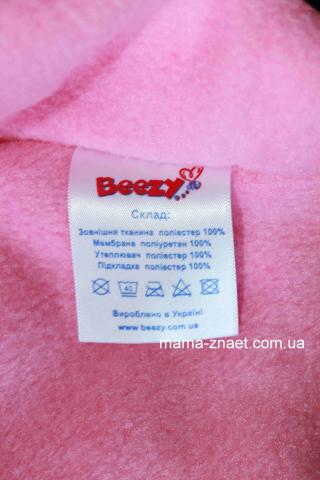 Beezy
Склад:
Зовнішня тканина поліестер 100%
Мембрана поліуретан 100%
Утеплювач поліестер 100%
Підкладка поліестер 100%
40
Вироблено в Україні
www.beezy.com.ua
mama-znaet.com.ua